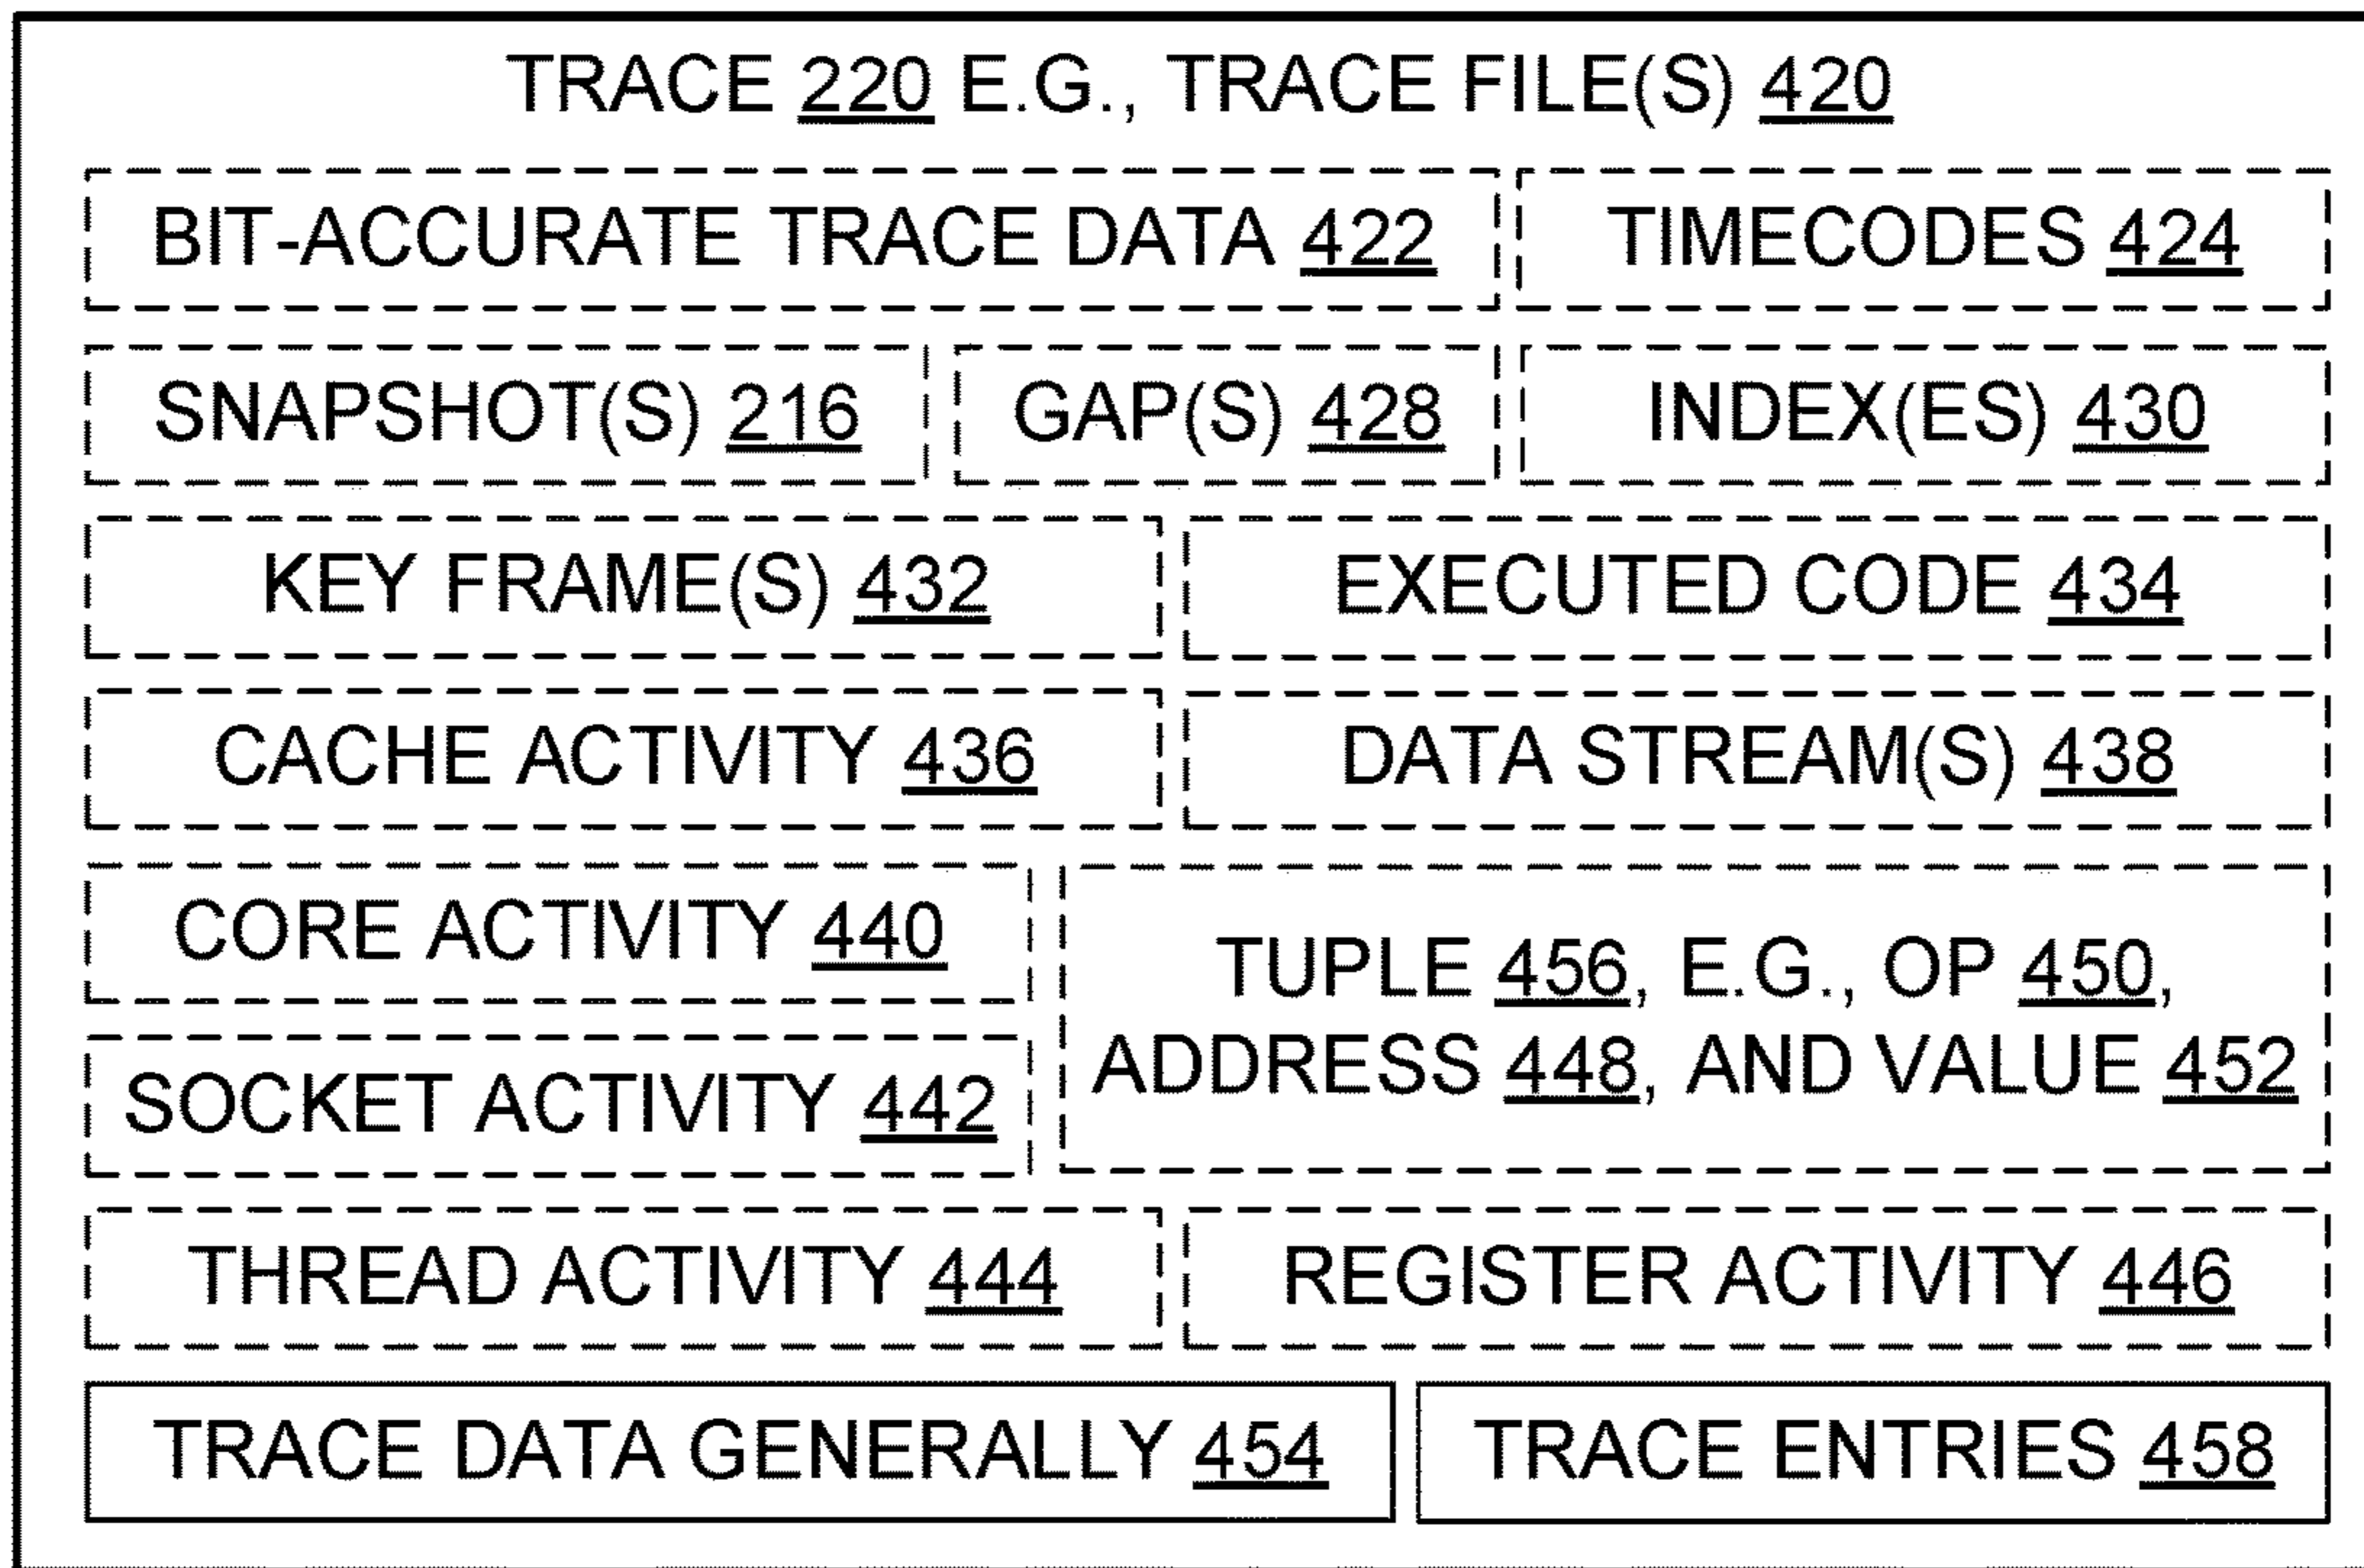 TRACE 220 E.G., TRACE FILE(S) 420
BIT-ACCURATE TRACE DATA 422
TIMECODES 424
SNAPSHOT(S) 216
GAP(S) 428
INDEX(ES) 430
KEY FRAME(S) 432
EXECUTED CODE 434
CACHE ACTIVITY 436
DATA STREAM(S) 438
CORE ACTIVITY 440
SOCKET ACTIVITY 442
TUPLE 456, E.G., OP 450,
ADDRESS 448, AND VALUE 452
THREAD ACTIVITY 444
REGISTER ACTIVITY 446
TRACE DATA GENERALLY 454
TRACE ENTRIES 458